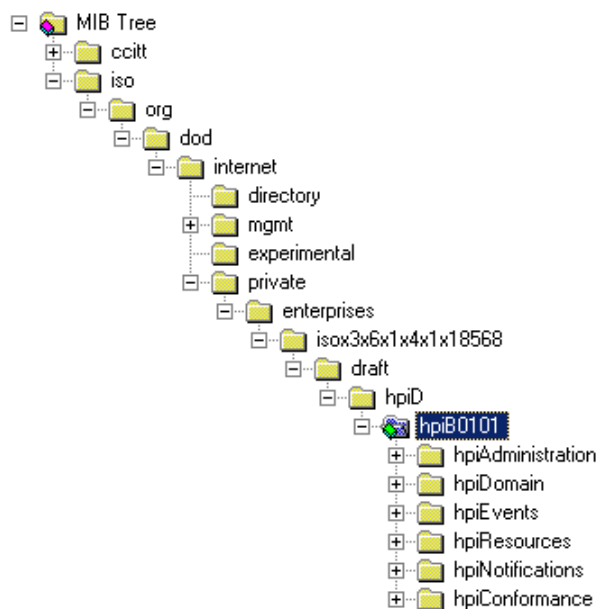 MIB Tree
ccitt
iso
org
dod
internet
directory
mgmt
experimental
private
enterprises
isox3x6x1x4x1x18568
draft
hpiD
hpiB0101
hpiAdministration
hpiDomain
hpiEvents
hpiResources
hpiNotifications
hpiConformance